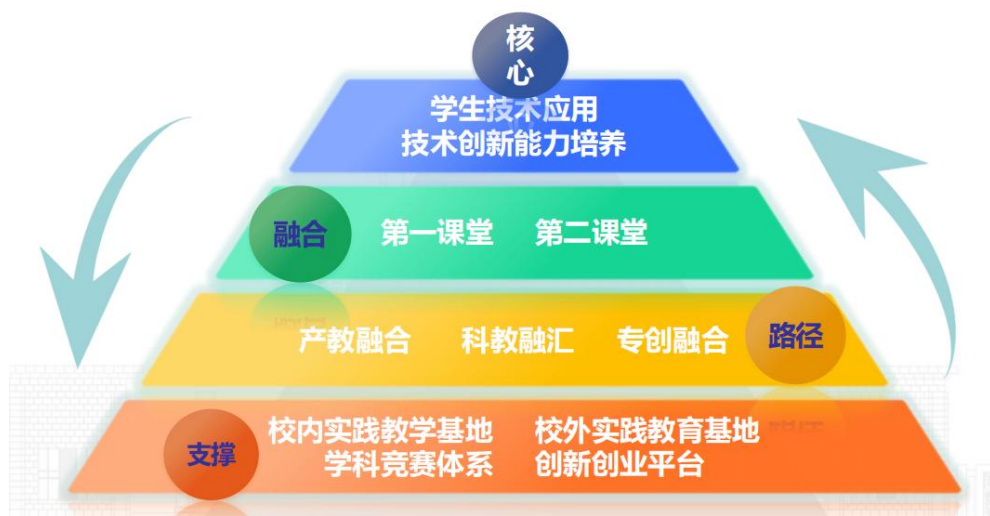 核
心
学生技术应用
技术创新能力培养
融合
第一课堂 第二课堂
产教融合 科教融汇 专创融合
路径
支撑
校内实践教学基地 校外实践教育基地
学科竞赛体系 创新创业平台